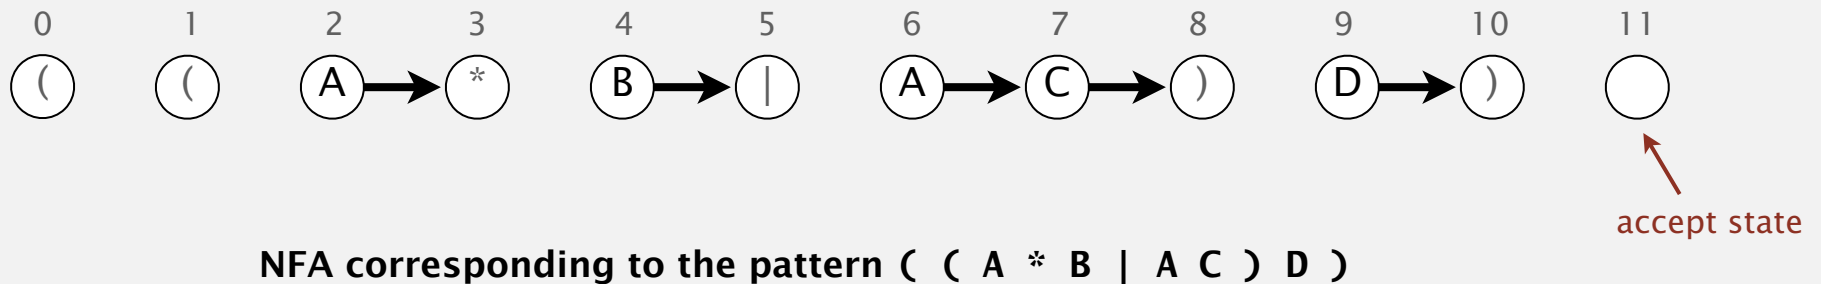 0 1 2 3 4 5 6 7 8 9 10 11
( ( A * B | A C ) D )
accept state
NFA corresponding to the pattern ( ( A * B | A C ) D )